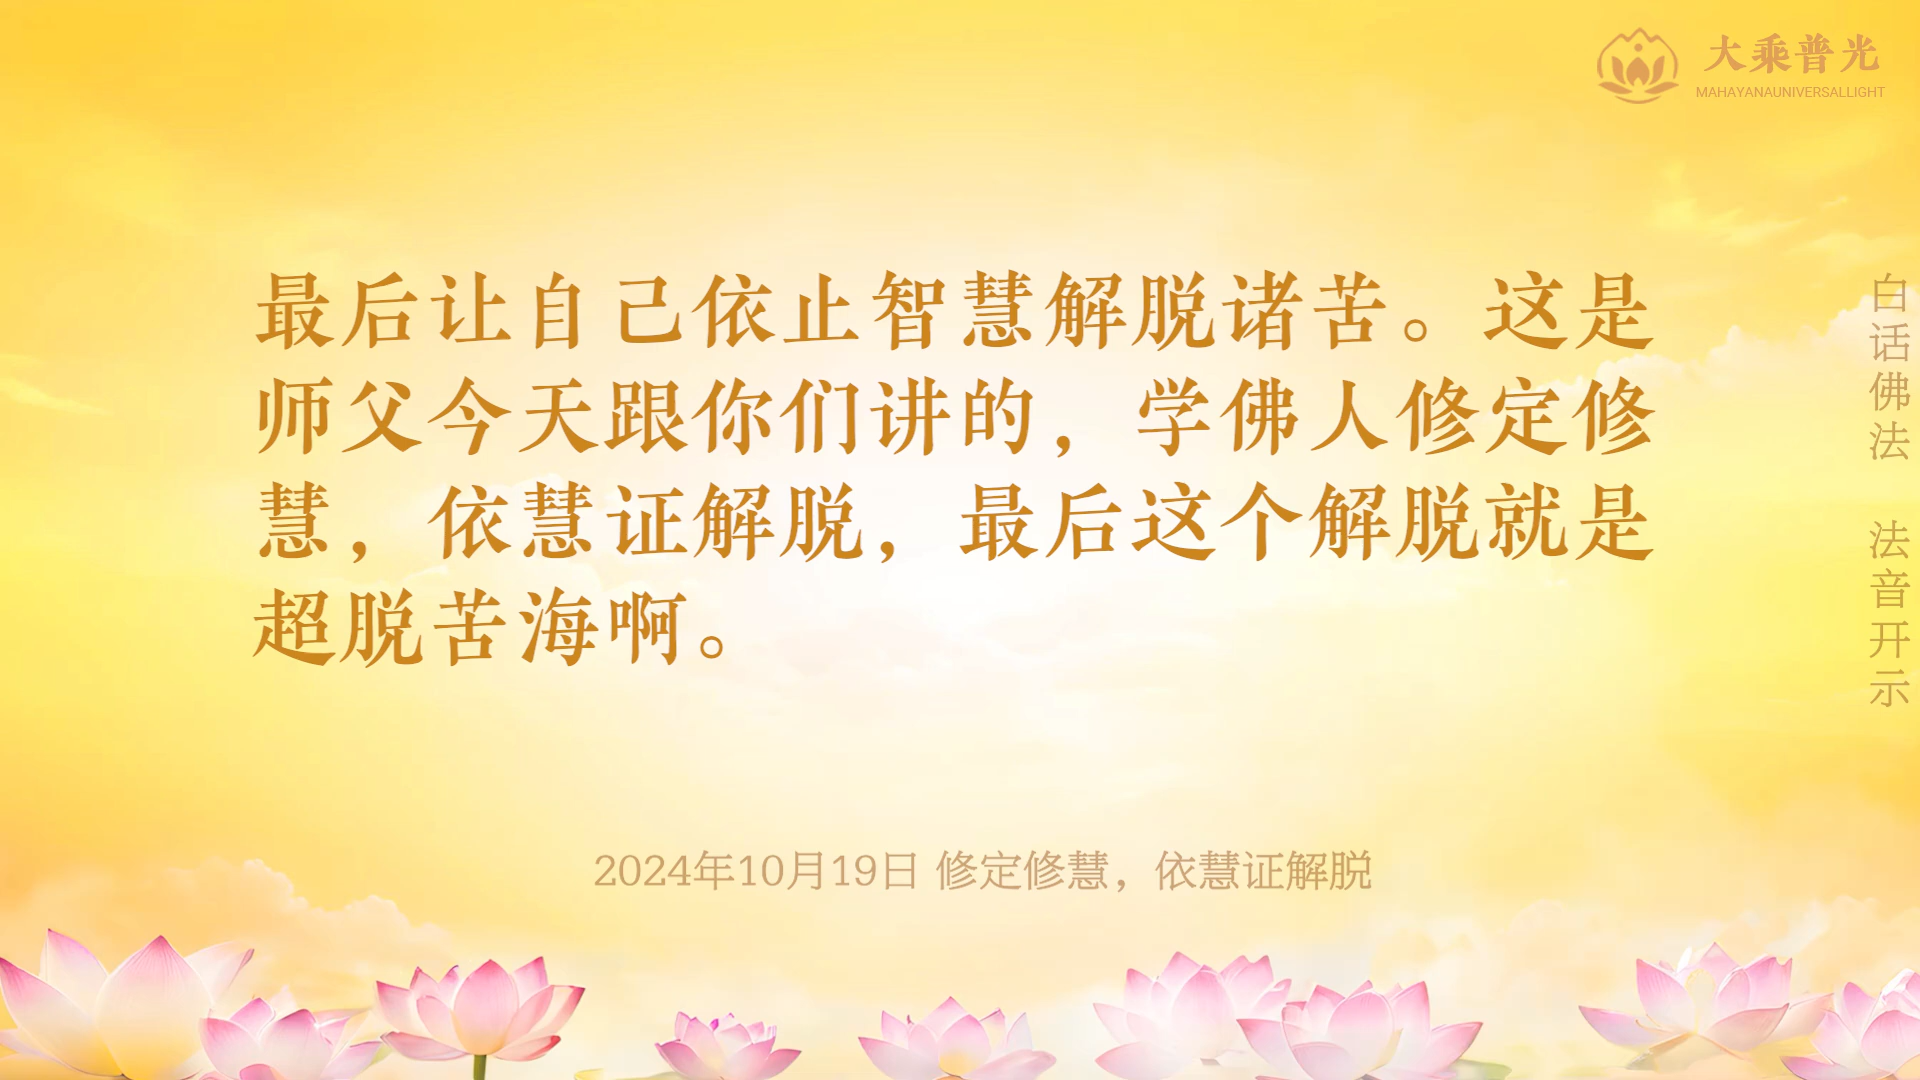 大乘普光
MAHAYANAUNIVERSALLIGHT
最后让自己依止智慧解脱诸苦。这是
师父今天跟你们讲的，学佛人修定修
慧，依慧证解脱，最后这个解脱就是
超脱苦海啊。
白话佛法 法音开示
2024年10月19日 修定修慧，依慧证解脱